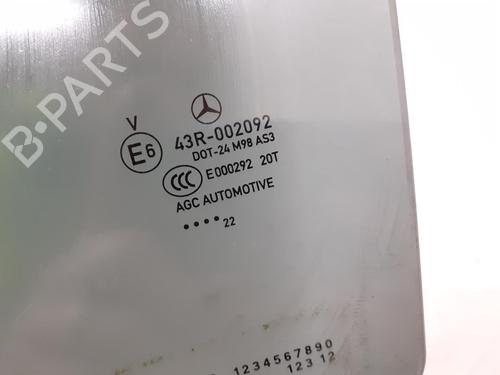 B-PARTS
V
E6
43R-002092
DOT-24 M98 AS3
CCC
E000292 20T
AGC AUTOMOTIVE
•••• 22
1234567890
123 12